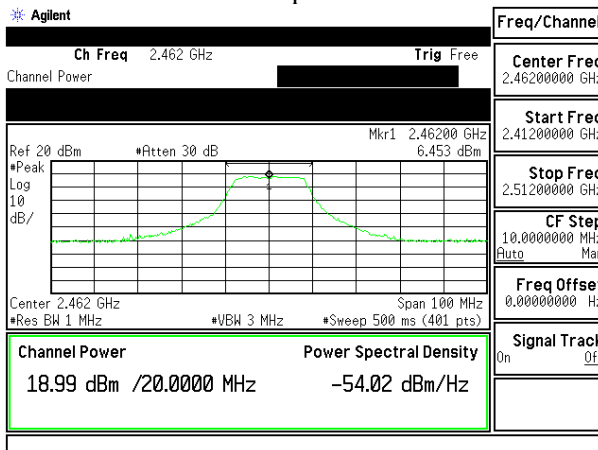 Agilent
Freq/Channel
Ch Freq 2.462 GHz Trig Free
Channel Power
Center Freq
2.46200000 GHz
Start Freq
2.41200000 GHz
Stop Freq
2.51200000 GHz
CF Step
10.0000000 MHz
Auto Man
Freq Offset
0.00000000 Hz
Signal Track
On Off
Mkr1 2.46200 GHz
Ref 20 dBm #Atten 30 dB 6.453 dBm
#Peak
Log
10
dB/
1
Center 2.462 GHz Span 100 MHz
#Res BW 1 MHz #VBW 3 MHz #Sweep 500 ms (401 pts)
Channel Power Power Spectral Density
18.99 dBm /20.0000 MHz -54.02 dBm/Hz